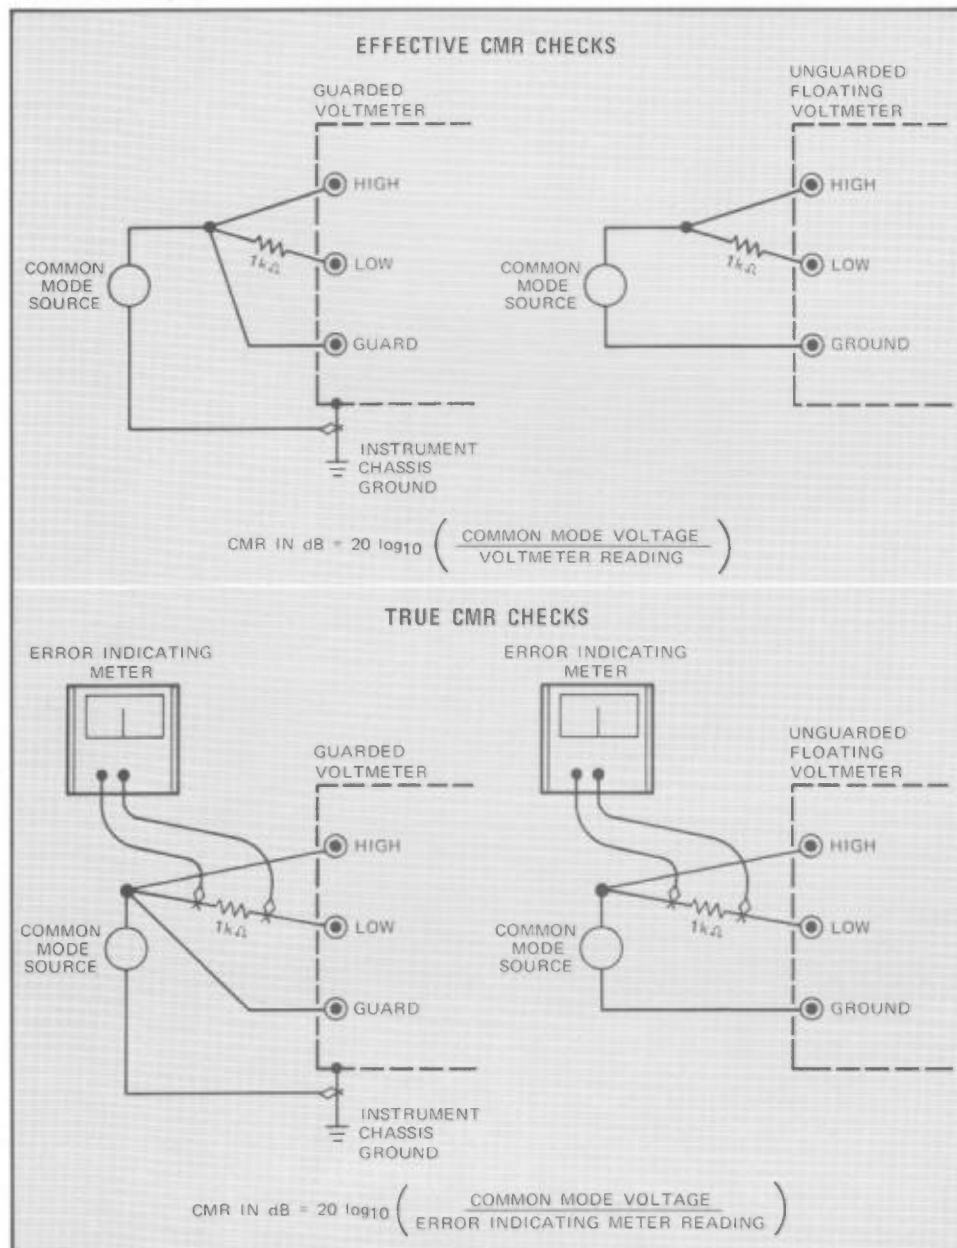 EFFECTIVE CMR CHECKS
GUARDED
VOLTMETER
HIGH
1kΩ
LOW
COMMON
MODE
SOURCE
GUARD
INSTRUMENT
CHASSIS
GROUND
UNGUARDED
FLOATING
VOLTMETER
HIGH
1kΩ
LOW
COMMON
MODE
SOURCE
GROUND
CMR IN dB = 20 log10 ( COMMON MODE VOLTAGE
VOLTMETER READING )
TRUE CMR CHECKS
ERROR INDICATING
METER
GUARDED
VOLTMETER
HIGH
1kΩ
LOW
COMMON
MODE
SOURCE
GUARD
INSTRUMENT
CHASSIS
GROUND
ERROR INDICATING
METER
UNGUARDED
FLOATING
VOLTMETER
HIGH
1kΩ
LOW
COMMON
MODE
SOURCE
GROUND
CMR IN dB = 20 log10 ( COMMON MODE VOLTAGE
ERROR INDICATING METER READING )